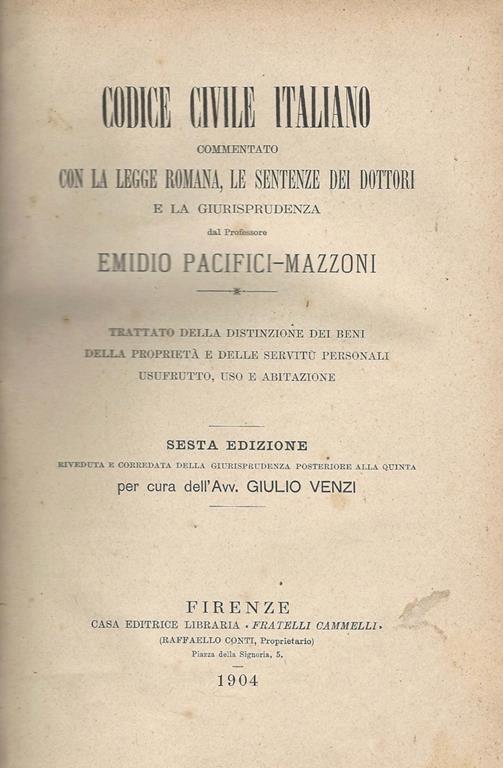 CODICE CIVILE ITALIANO
COMMENTATO
CON LA LEGGE ROMANA, LE SENTENZE DEI DOTTORI
E LA GIURISPRUDENZA
dal Professore
EMIDIO PACIFICI-MAZZONI
TRATTATO DELLA DISTINZIONE DEI BENI
DELLA PROPRIETÀ E DELLE SERVITÙ PERSONALI
USUFRUTTO, USO E ABITAZIONE
SESTA EDIZIONE
RIVEDUTA E CORREDATA DELLA GIURISPRUDENZA POSTERIORE ALLA QUINTA
per cura dell'Avv. GIULIO VENZI
FIRENZE
CASA EDITRICE LIBRARIA « FRATELLI CAMMELLI »
(RAFFAELLO CONTI, Proprietario)
Piazza della Signoria, 5.
1904